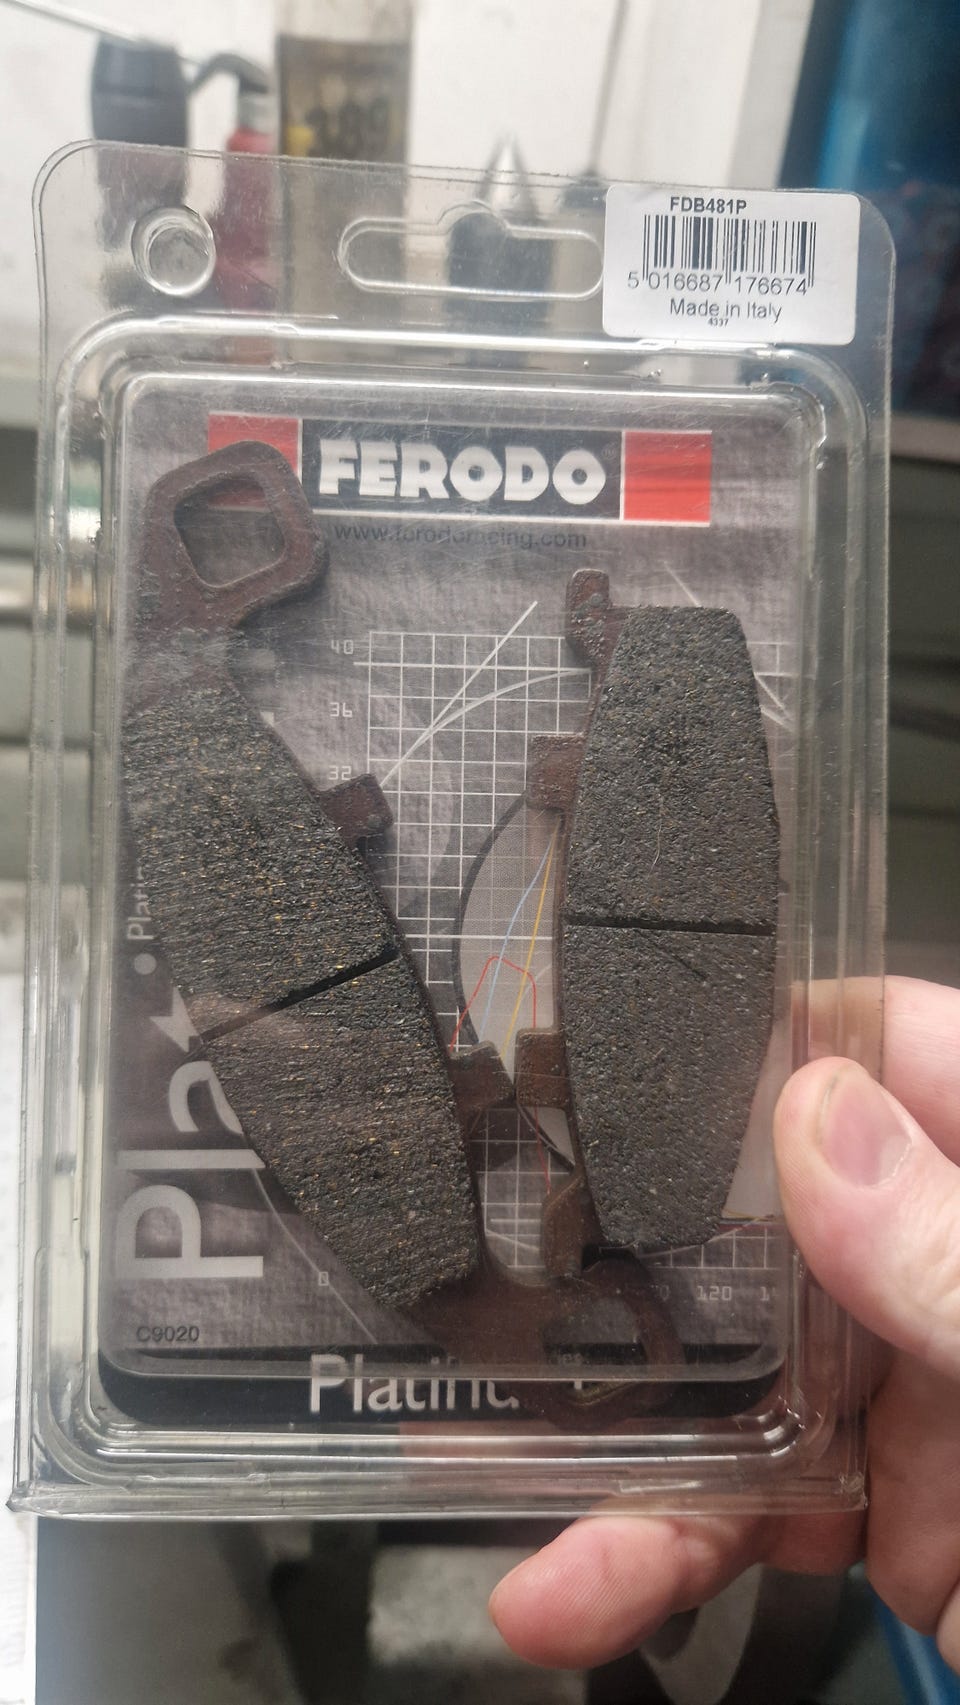 FDB481P
5 016687 176674
Made in Italy
4337
FERODO
www.ferodoracing.com
40
36
32
0
120
C9020